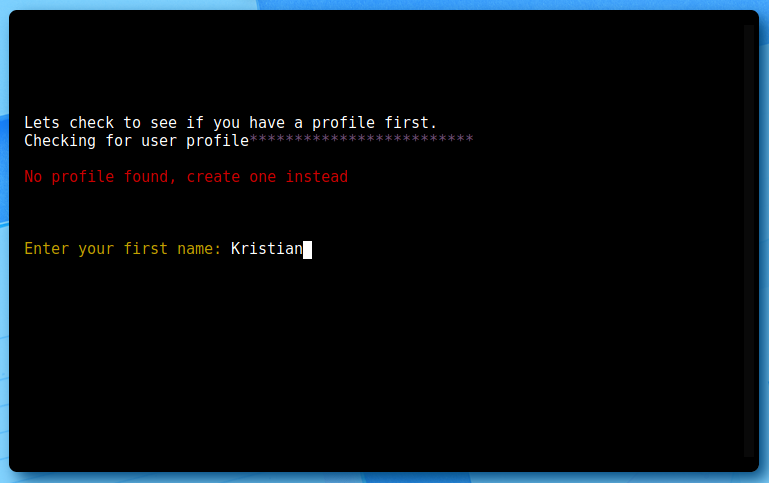 Lets check to see if you have a profile first.
Checking for user profile*************************
No profile found, create one instead
Enter your first name: Kristian